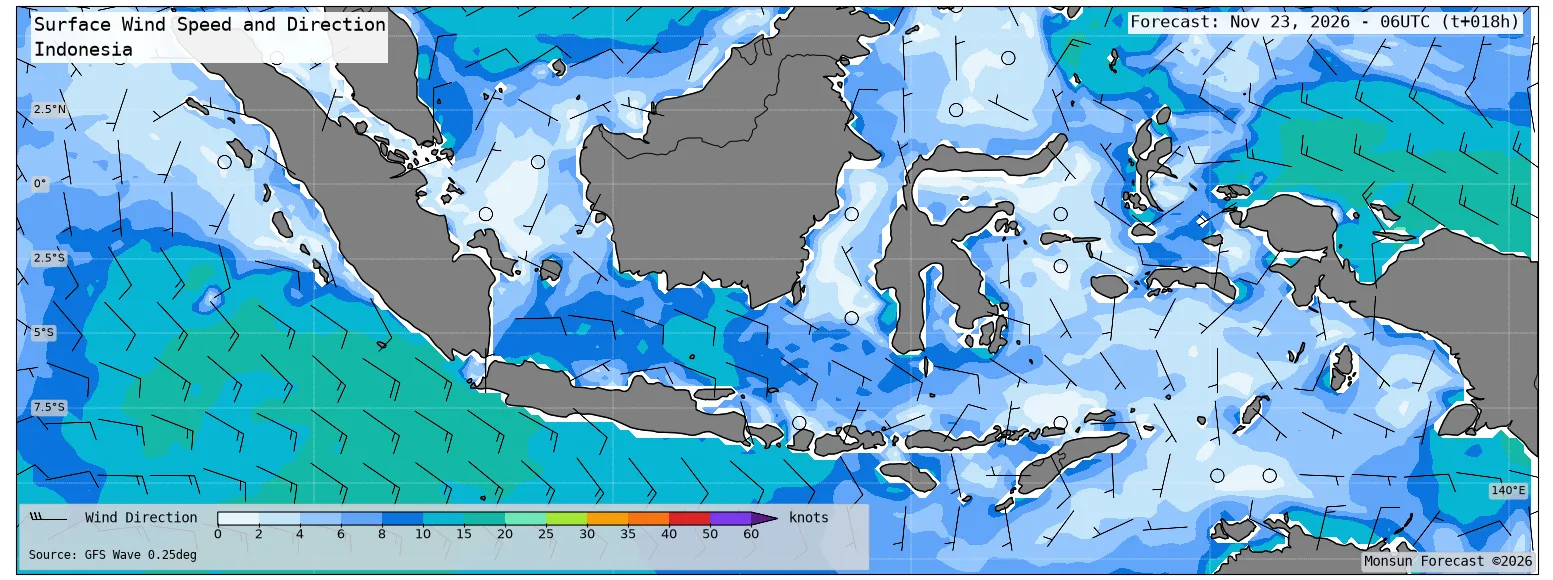 Surface Wind Speed and Direction
Indonesia
Forecast: Nov 23, 2026 - 06UTC (t+018h)
2.5°N
0°
2.5°S
5°S
7.5°S
140°E
Wind Direction
0 2 4 6 8 10 15 20 25 30 35 40 50 60
knots
Source: GFS Wave 0.25deg
Monsun Forecast ©2026